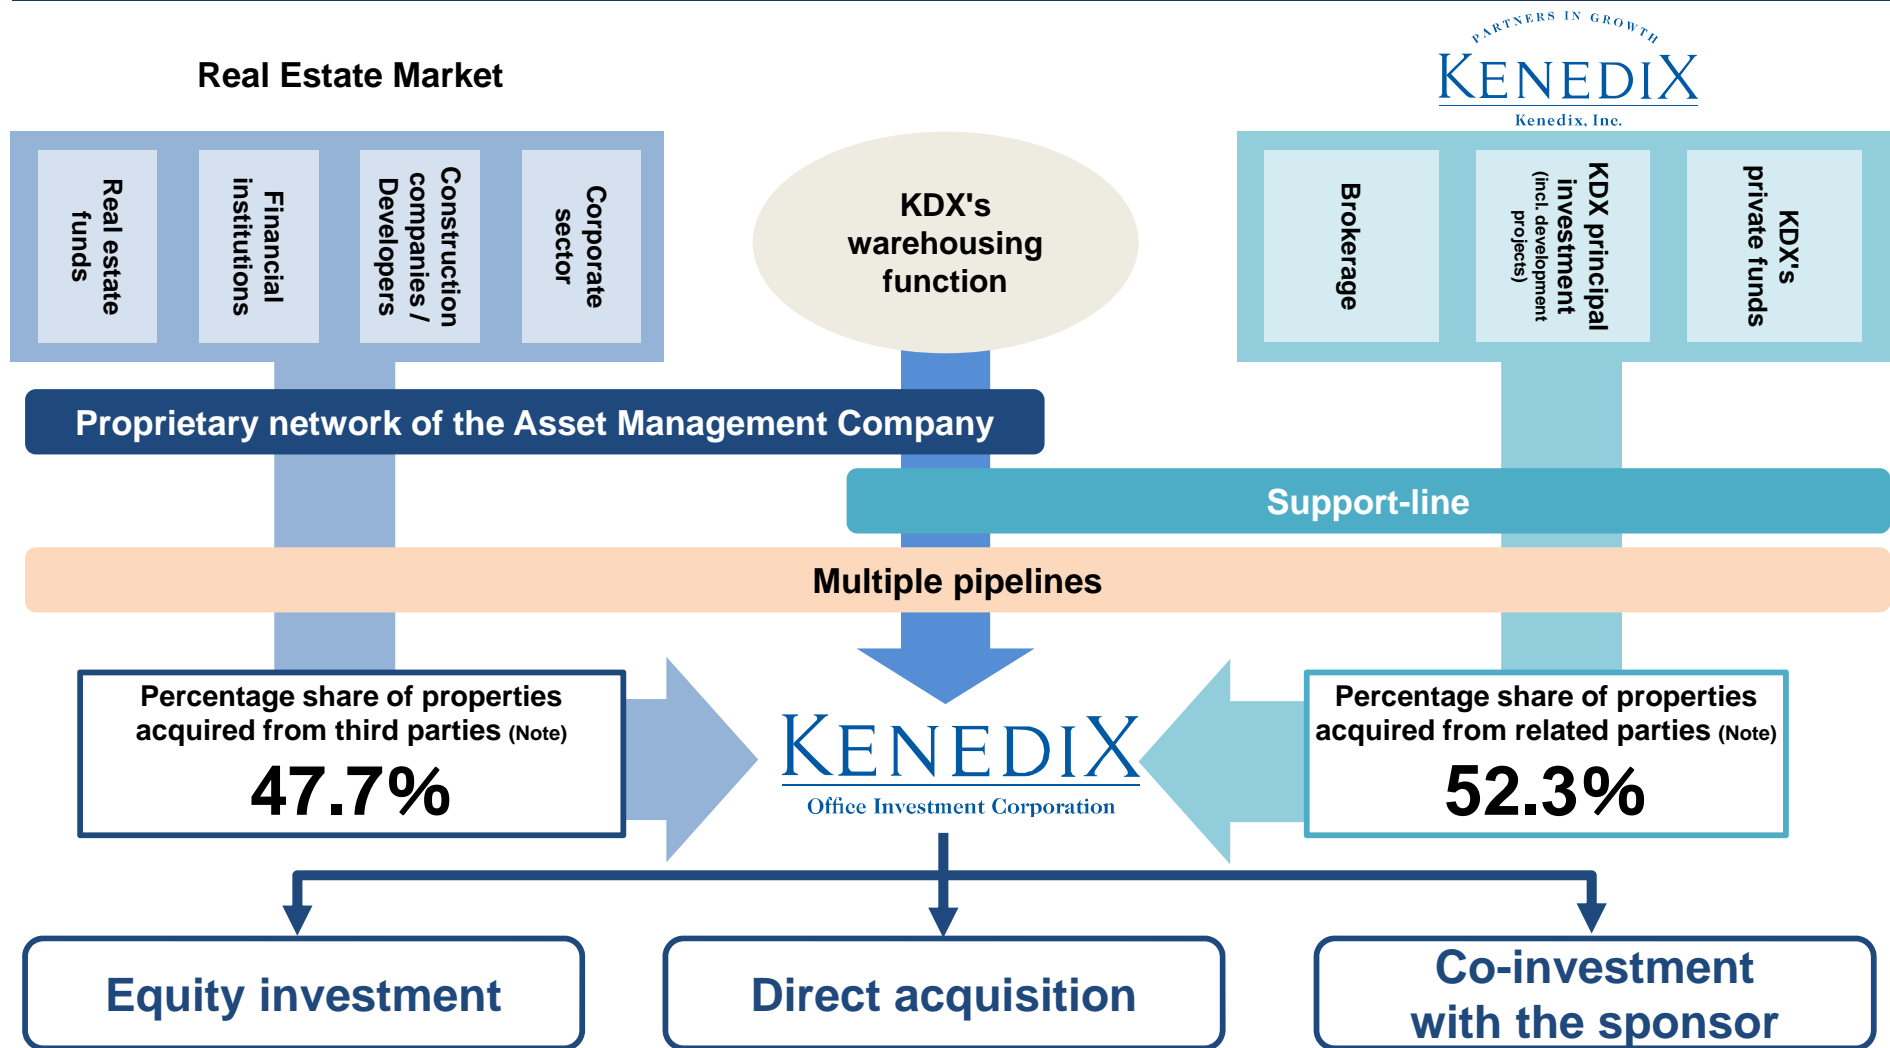 Real Estate Market
PARTNERS IN GROWTH
KENEDIX
Kenedix, Inc.
Real estate
funds
Financial
institutions
Construction
companies /
Developers
Corporate
sector
KDX's
warehousing
function
Brokerage
KDX principal
investment
(incl. development
projects)
KDX's
private funds
Proprietary network of the Asset Management Company
Support-line
Multiple pipelines
Percentage share of properties
acquired from third parties (Note)
47.7%
KENEDIX
Office Investment Corporation
Percentage share of properties
acquired from related parties (Note)
52.3%
Equity investment
Direct acquisition
Co-investment
with the sponsor